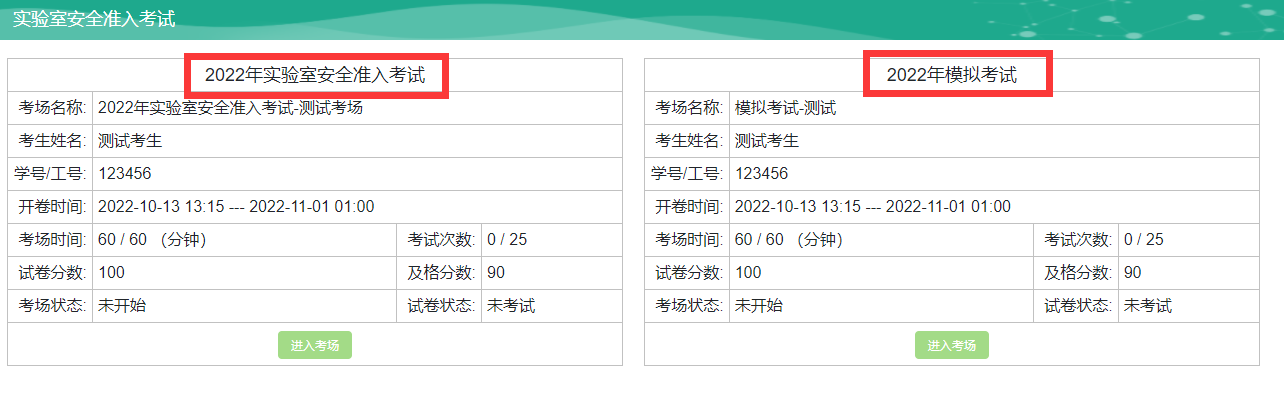 实验室安全准入考试
2022年实验室安全准入考试
考场名称: 2022年实验室安全准入考试-测试考场
考生姓名: 测试考生
学号/工号: 123456
开卷时间: 2022-10-13 13:15 --- 2022-11-01 01:00
考场时间: 60 / 60 （分钟） 考试次数: 0 / 25
试卷分数: 100 及格分数: 90
考场状态: 未开始 试卷状态: 未考试
进入考场
2022年模拟考试
考场名称: 模拟考试-测试
考生姓名: 测试考生
学号/工号: 123456
开卷时间: 2022-10-13 13:15 --- 2022-11-01 01:00
考场时间: 60 / 60 （分钟） 考试次数: 0 / 25
试卷分数: 100 及格分数: 90
考场状态: 未开始 试卷状态: 未考试
进入考场